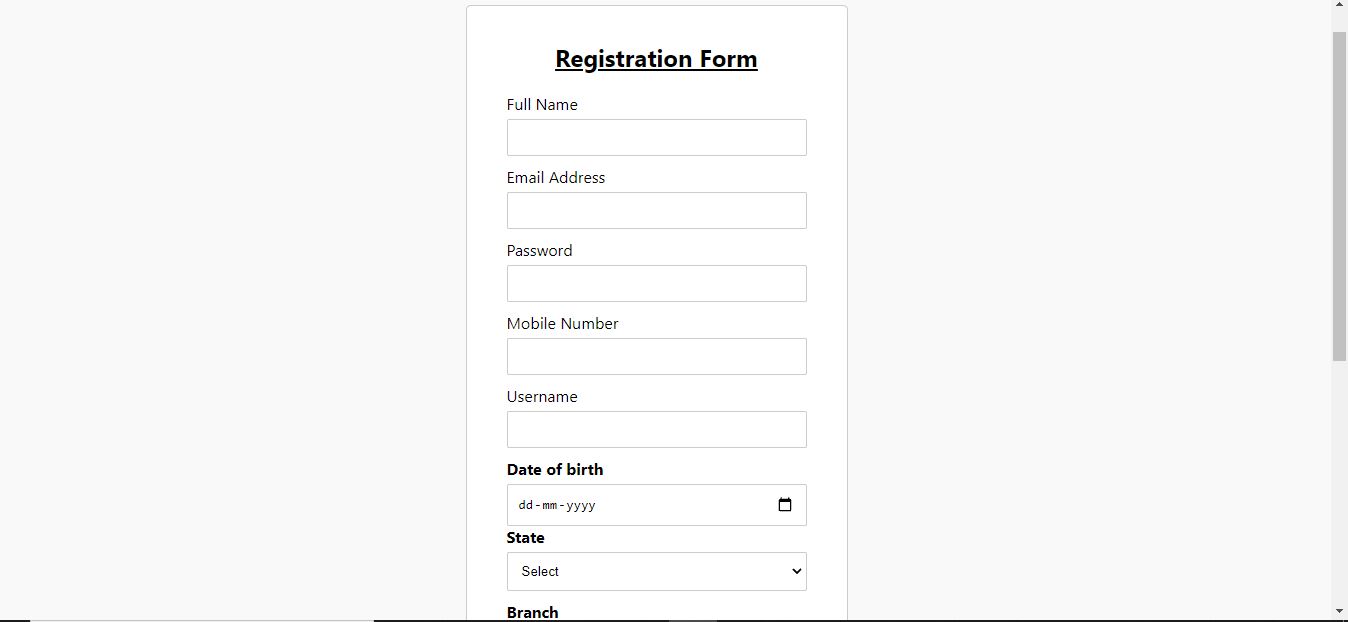 Registration Form
Full Name
Email Address
Password
Mobile Number
Username
Date of birth
dd-mm-yyyy
State
Select
Branch